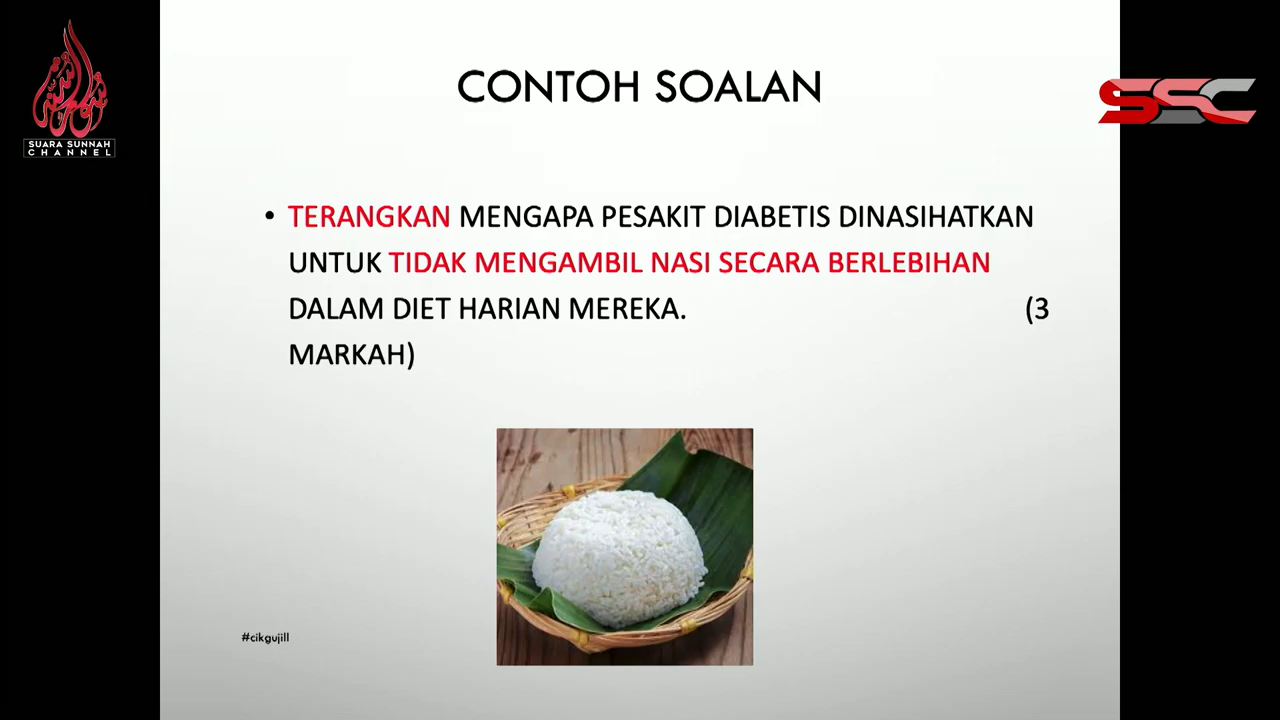 SUARA SUNNAH
CHANNEL
SSC
CONTOH SOALAN
• TERANGKAN MENGAPA PESAKIT DIABETIS DINASIHATKAN
UNTUK TIDAK MENGAMBIL NASI SECARA BERLEBIHAN
DALAM DIET HARIAN MEREKA. (3
MARKAH)
#cikgujill